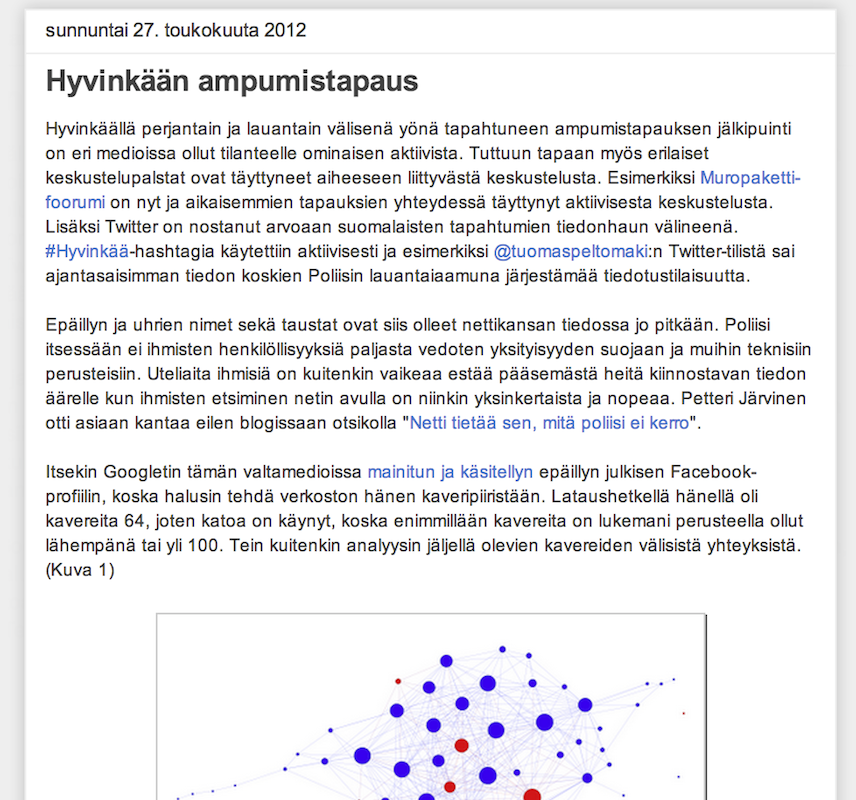 sunnuntai 27. toukokuuta 2012
Hyvinkään ampumistapaus
Hyvinkäällä perjantain ja lauantain välisenä yönä tapahtuneen ampumistapauksen jälkipuinti
on eri medioissa ollut tilanteelle ominaisen aktiivista. Tuttuun tapaan myös erilaiset
keskustelupalstat ovat täyttyneet aiheeseen liittyvästä keskustelusta. Esimerkiksi Muropaketti-
foorumi on nyt ja aikaisemmien tapauksien yhteydessä täyttynyt aktiivisesta keskustelusta.
Lisäksi Twitter on nostanut arvoaan suomalaisten tapahtumien tiedonhaun välineenä.
#Hyvinkää-hashtagia käytettiin aktiivisesti ja esimerkiksi @tuomaspeltomaki:n Twitter-tilistä sai
ajantasaisimman tiedon koskien Poliisin lauantaiaamuna järjestämää tiedotustilaisuutta.
Epäillyn ja uhrien nimet sekä taustat ovat siis olleet nettikansan tiedossa jo pitkään. Poliisi
itsessään ei ihmisten henkilöllisyyksiä paljasta vedoten yksityisyyden suojaan ja muihin teknisiin
perusteisiin. Uteliaita ihmisiä on kuitenkin vaikeaa estää pääsemästä heitä kiinnostavan tiedon
äärelle kun ihmisten etsiminen netin avulla on niinkin yksinkertaista ja nopeaa. Petteri Järvinen
otti asiaan kantaa eilen blogissaan otsikolla "Netti tietää sen, mitä poliisi ei kerro".
Itsekin Googletin tämän valtamedioissa mainitun ja käsitellyn epäillyn julkisen Facebook-
profiilin, koska halusin tehdä verkoston hänen kaveripiiristään. Lataushetkellä hänellä oli
kavereita 64, joten katoa on käynyt, koska enimmillään kavereita on lukemani perusteella ollut
lähempänä tai yli 100. Tein kuitenkin analyysin jäljellä olevien kavereiden välisistä yhteyksistä.
(Kuva 1)